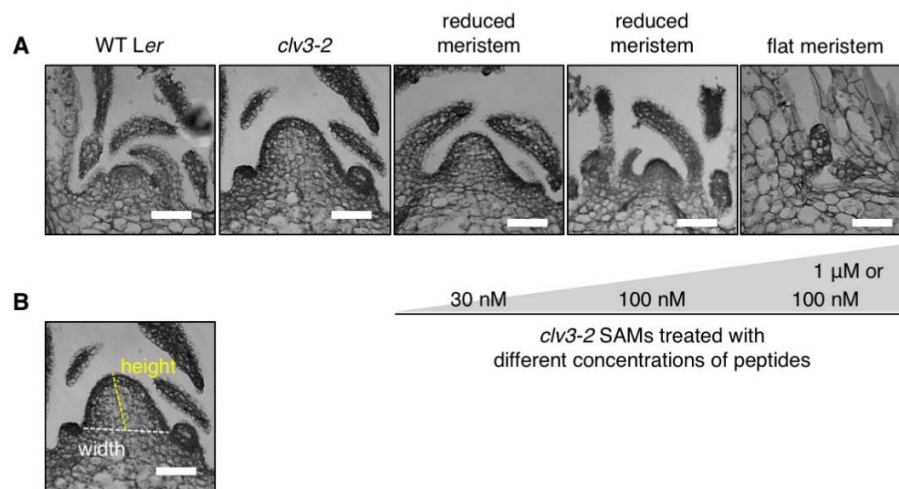 A
WT Ler
clv3-2
reduced
meristem
reduced
meristem
flat meristem
30 nM
100 nM
1 µM or
100 nM
clv3-2 SAMs treated with
different concentrations of peptides
B
height
width